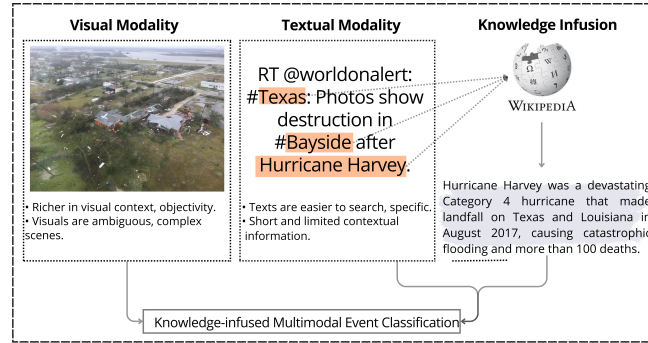 Visual Modality
Textual Modality
Knowledge Infusion
RT @worldonalert:
#Texas: Photos show
destruction in
#Bayside after
Hurricane Harvey.
WIKIPEDIA
• Richer in visual context, objectivity.
• Visuals are ambiguous, complex
scenes.
• Texts are easier to search, specific.
• Short and limited contextual
information.
Hurricane Harvey was a devastating
Category 4 hurricane that made
landfall on Texas and Louisiana in
August 2017, causing catastrophic
flooding and more than 100 deaths.
Knowledge-infused Multimodal Event Classification